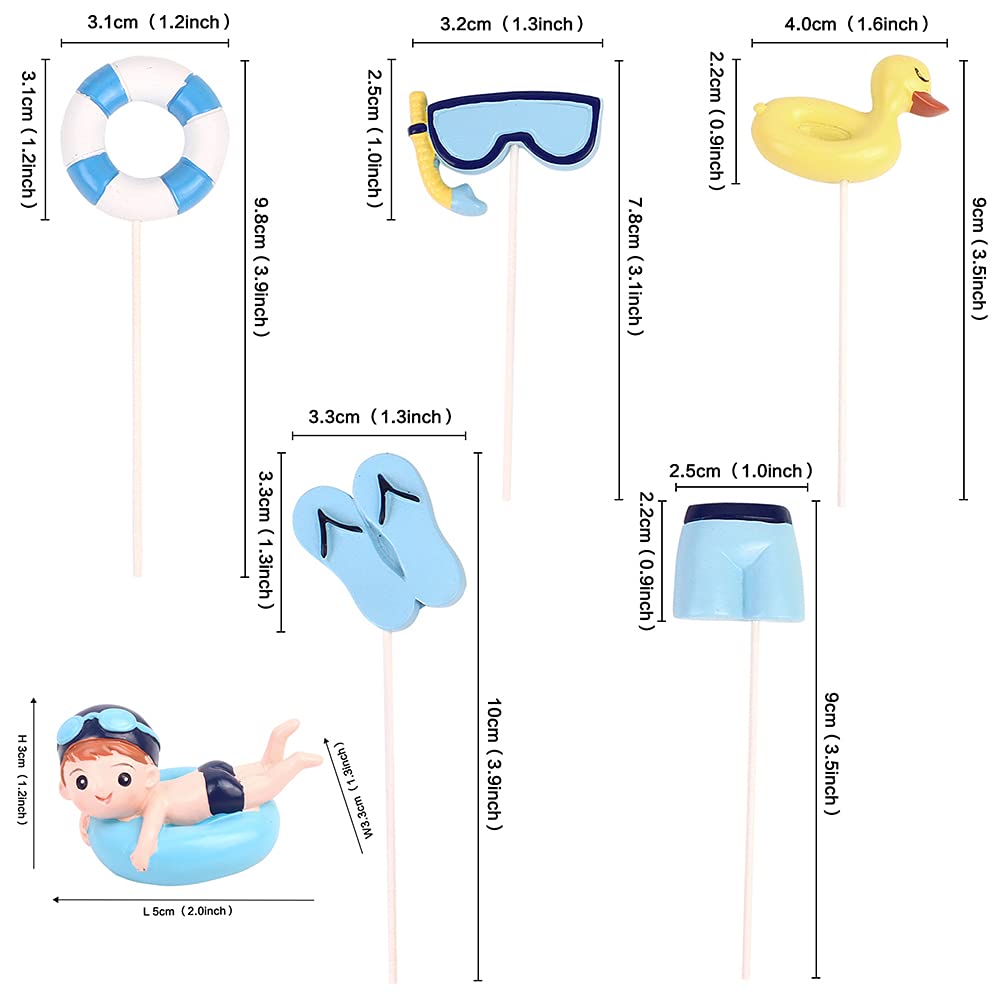 3.1cm（1.2inch）
3.1cm（1.2inch）
9.8cm（3.9inch）
3.2cm（1.3inch）
2.5cm（1.0inch）
7.8cm（3.1inch）
4.0cm（1.6inch）
2.2cm（0.9inch）
9cm（3.5inch）
3.3cm（1.3inch）
3.3cm（1.3inch）
10cm（3.9inch）
2.5cm（1.0inch）
2.2cm（0.9inch）
9cm（3.5inch）
H 3cm（1.2inch）
W3.3cm（1.3inch）
L 5cm（2.0inch）